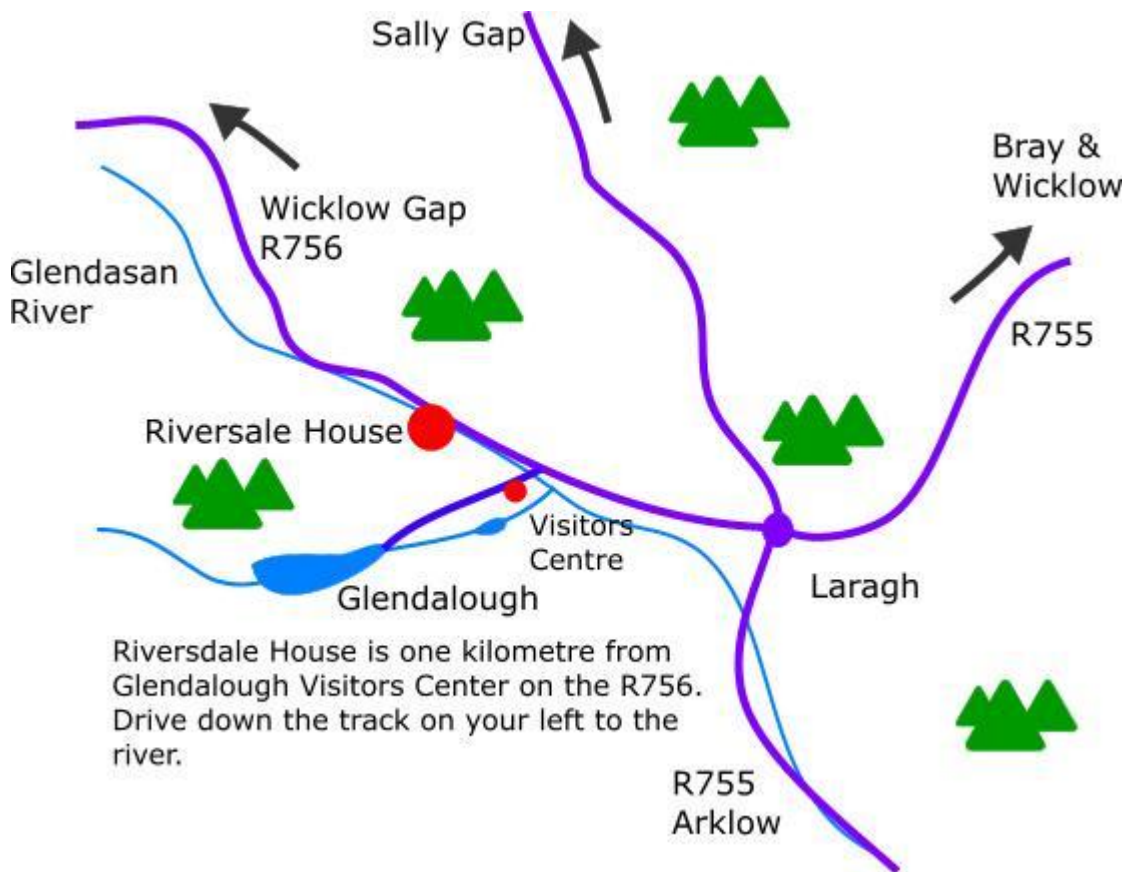 Sally Gap
Bray &
Wicklow
Wicklow Gap
R756
Glendasan
River
R755
Riversale House
Visitors
Centre
Laragh
Glendalough
Riversdale House is one kilometre from
Glendalough Visitors Center on the R756.
Drive down the track on your left to the
river.
R755
Arklow